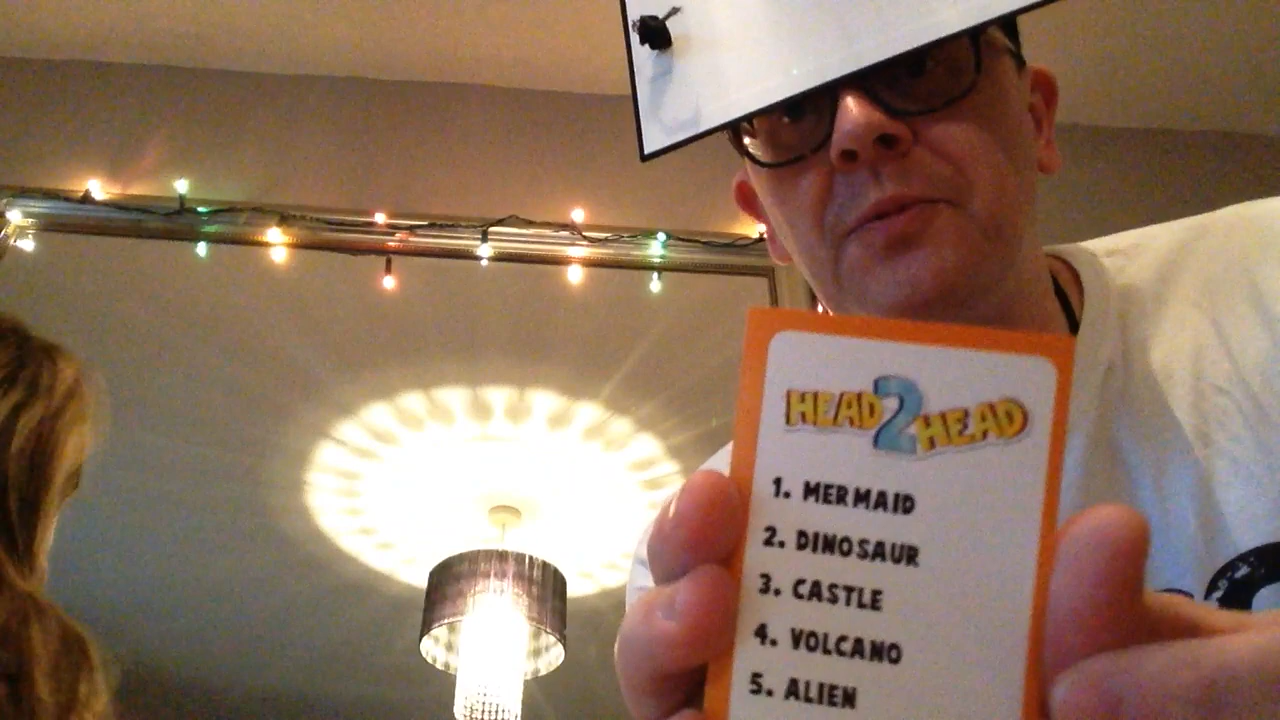 HEAD2HEAD
1. MERMAID
2. DINOSAUR
3. CASTLE
4. VOLCANO
5. ALIEN